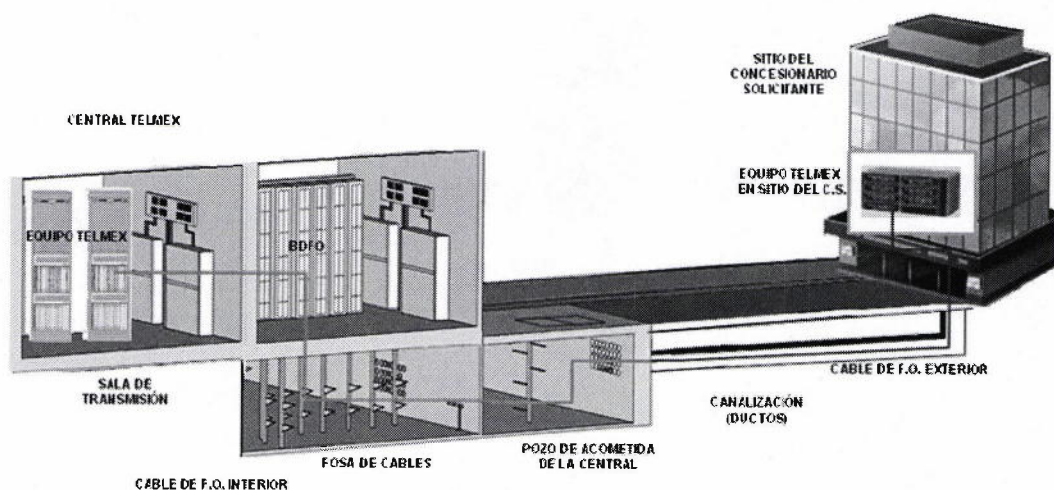 SITIO DEL
CONCESIONARIO
SOLICITANTE
CENTRAL TELMEX
EQUIPO TELMEX
EN SITIO DEL C.S.
EQUIPO TELMEX
BDFO
SALA DE
TRANSMISIÓN
CABLE DE F.O. EXTERIOR
CANALIZACIÓN
(DUCTOS)
POZO DE ACOMETIDA
DE LA CENTRAL
FOSA DE CABLES
CABLE DE F.O. INTERIOR